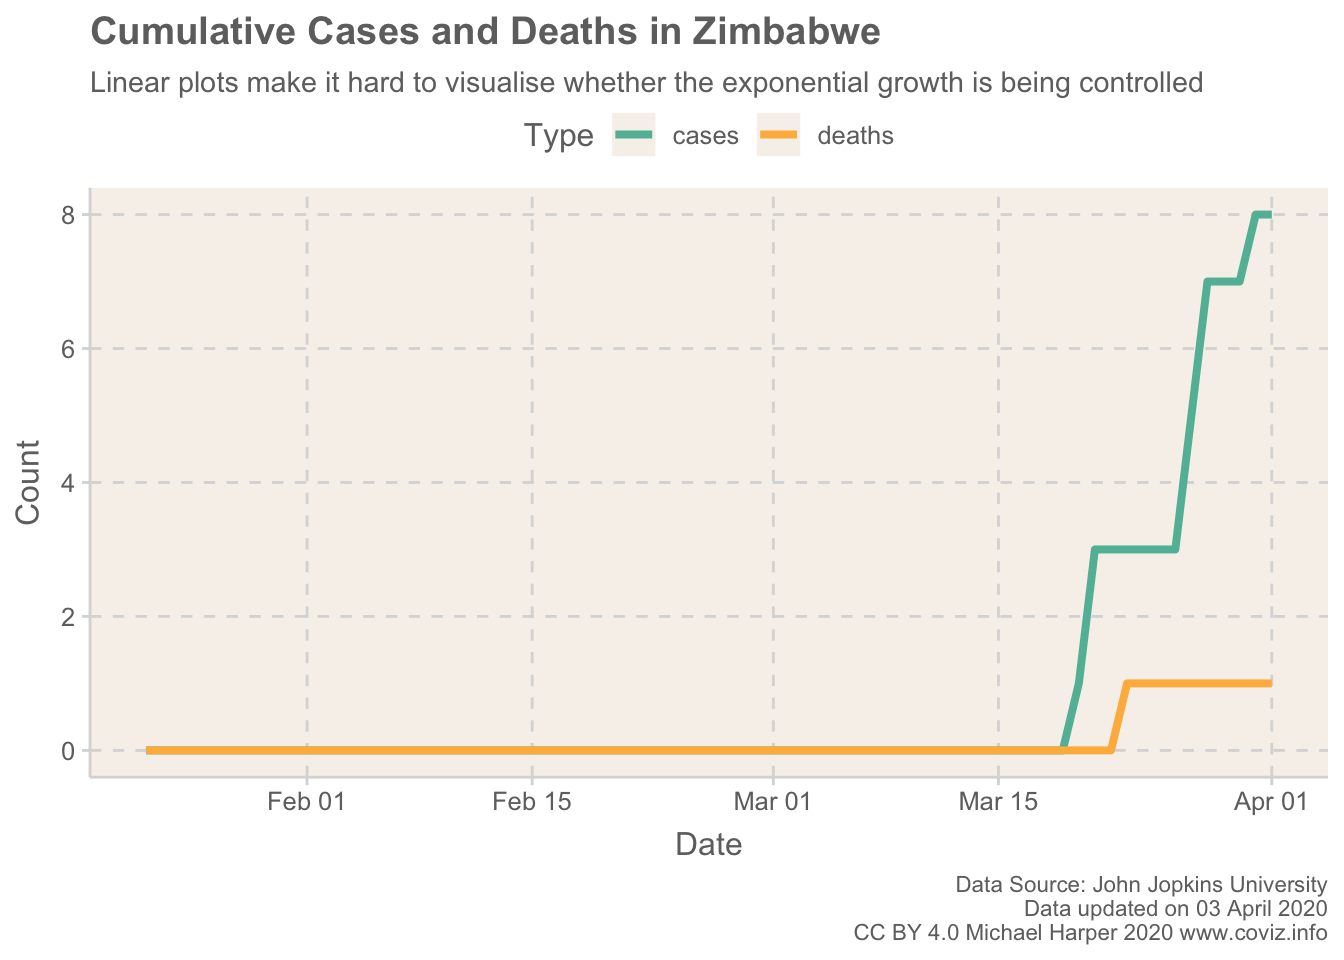 Cumulative Cases and Deaths in Zimbabwe
Linear plots make it hard to visualise whether the exponential growth is being controlled
Type cases deaths
8
6
4
2
0
Count
Feb 01 Feb 15 Mar 01 Mar 15 Apr 01
Date
Data Source: John Jopkins University
Data updated on 03 April 2020
CC BY 4.0 Michael Harper 2020 www.coviz.info